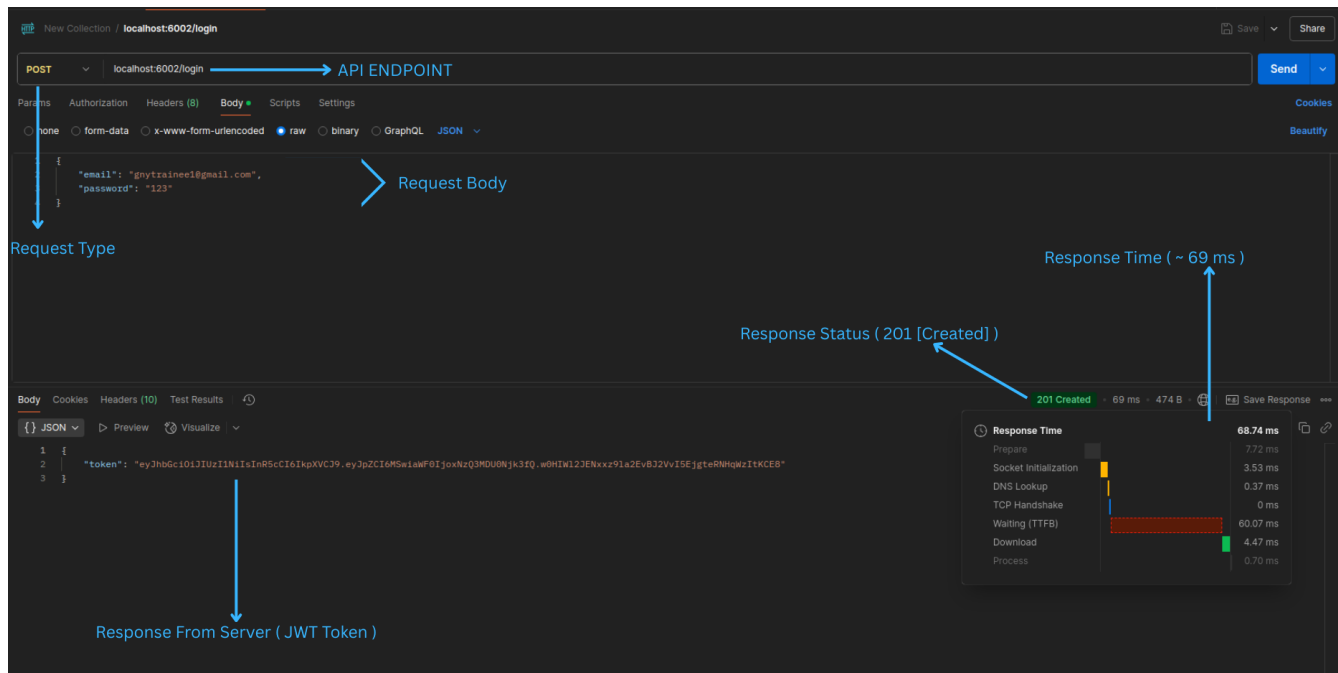 HTTP New Collection / localhost:6002/login Save Share
POST localhost:6002/login API ENDPOINT Send
Params Authorization Headers (8) Body Scripts Settings Cookies
none form-data x-www-form-urlencoded raw binary GraphQL JSON Beautify
{
"email": "gnytrainee1@gmail.com",
"password": "123"
}
Request Body
Request Type
Response Time ( ~ 69 ms )
Response Status ( 201 [Created] )
Body Cookies Headers (10) Test Results 201 Created 69 ms 474 B Save Response
{} JSON Preview Visualize
1 {
2 "token": "eyJhbGciOiJIUzI1NiIsInR5cCI6IkpXVCJ9.eyJpZCI6MSwiaWF0IjoxNzQ3MDU0Njk3fQ.w0HIWl2JENxxz9la2EvBJ2VvI5EjgteRNHqWzItKCE8"
3 }
Response Time 68.74 ms
Prepare 7.72 ms
Socket Initialization 3.53 ms
DNS Lookup 0.37 ms
TCP Handshake 0 ms
Waiting (TTFB) 60.07 ms
Download 4.47 ms
Process 0.70 ms
Response From Server ( JWT Token )